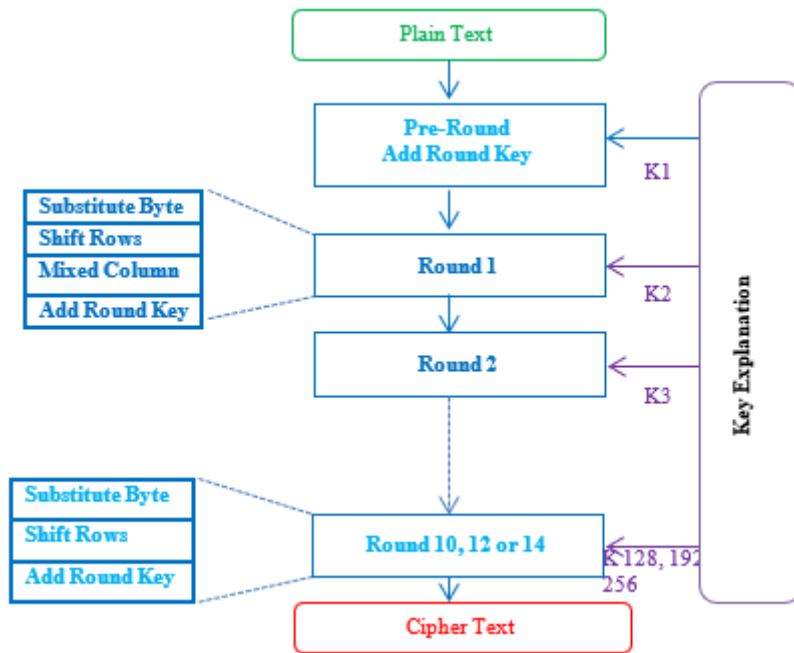 Plain Text
Pre-Round
Add Round Key
K1
Substitute Byte
Shift Rows
Mixed Column
Add Round Key
Round 1
K2
Round 2
K3
Key Explanation
Substitute Byte
Shift Rows
Add Round Key
Round 10, 12 or 14
K 128, 192
256
Cipher Text